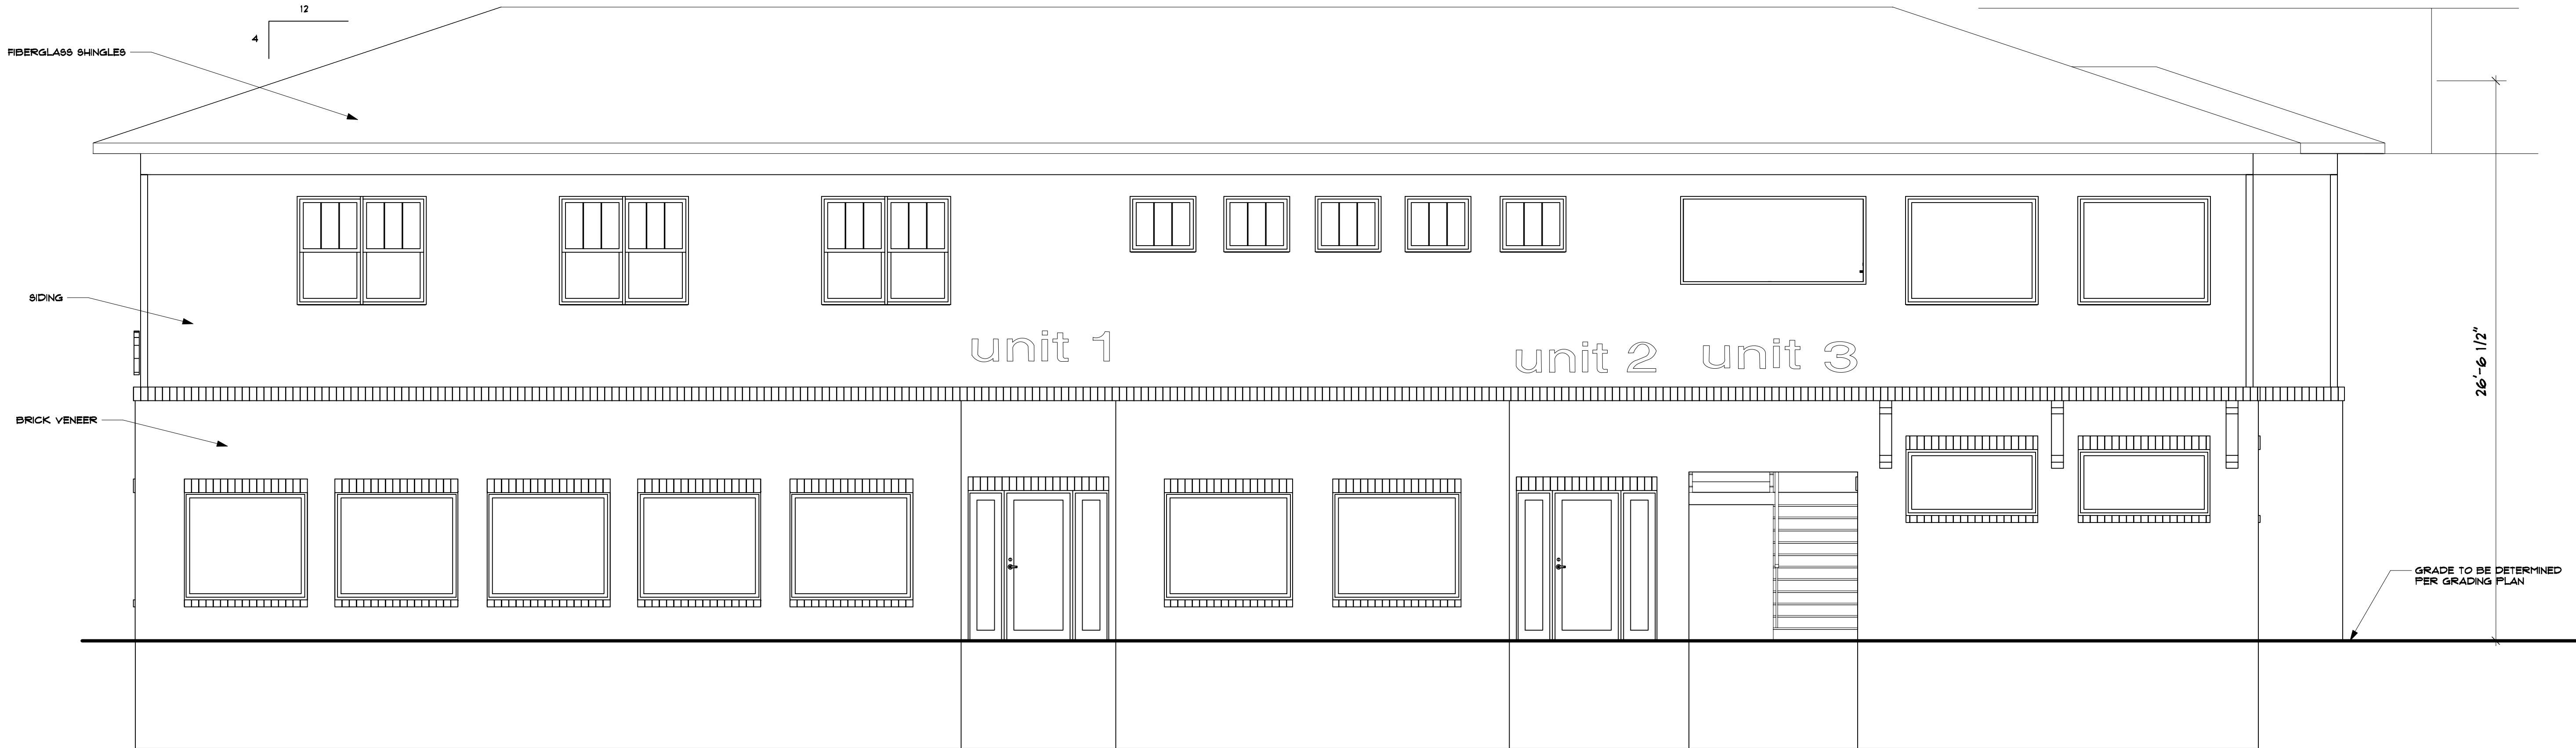 12
4
FIBERGLASS SHINGLES
SIDING
unit 1
unit 2
unit 3
26'-6 1/2"
BRICK VENEER
GRADE TO BE DETERMINED
PER GRADING PLAN